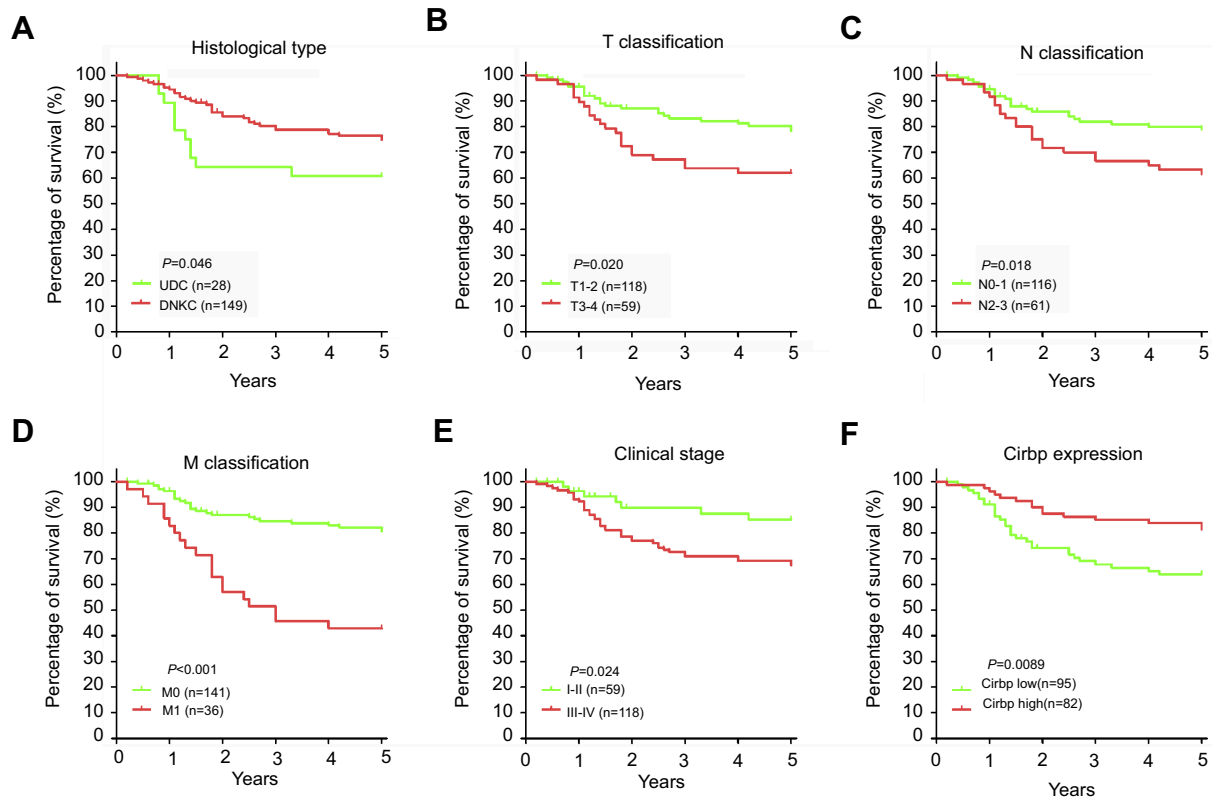 A
Histological type
Percentage of survival (%)
100
90
80
70
60
50
40
30
20
10
0
P=0.046
UDC (n=28)
DNKC (n=149)
0 1 2 3 4 5
Years
B
T classification
Percentage of survival (%)
100
90
80
70
60
50
40
30
20
10
0
P=0.020
T1-2 (n=118)
T3-4 (n=59)
0 1 2 3 4 5
Years
C
N classification
Percentage of survival (%)
100
90
80
70
60
50
40
30
20
10
0
P=0.018
N0-1 (n=116)
N2-3 (n=61)
0 1 2 3 4 5
Years
D
M classification
Percentage of survival (%)
100
90
80
70
60
50
40
30
20
10
0
P<0.001
M0 (n=141)
M1 (n=36)
0 1 2 3 4 5
Years
E
Clinical stage
Percentage of survival (%)
100
90
80
70
60
50
40
30
20
10
0
P=0.024
I-II (n=59)
III-IV (n=118)
0 1 2 3 4 5
Years
F
Cirbp expression
Percentage of survival (%)
100
90
80
70
60
50
40
30
20
10
0
P=0.0089
Cirbp low(n=95)
Cirbp high(n=82)
0 1 2 3 4 5
Years